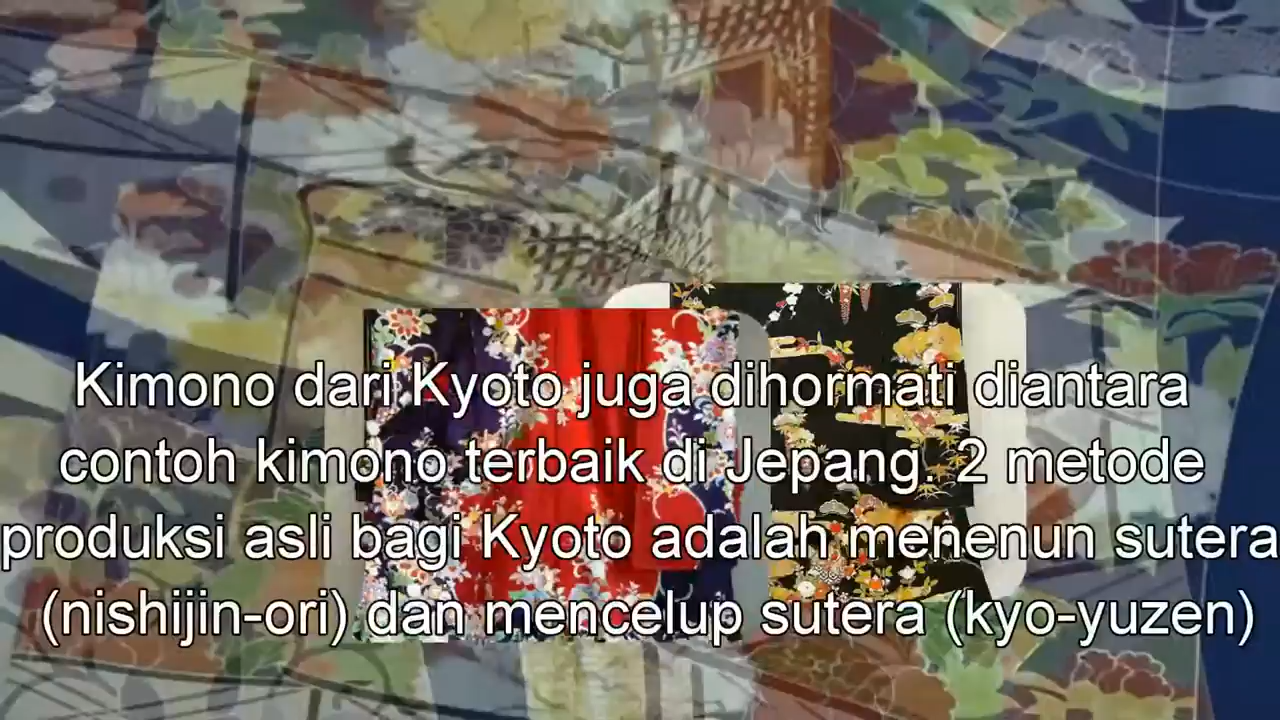 Kimono dari Kyoto juga dihormati diantara
contoh kimono terbaik di Jepang. 2 metode
produksi asli bagi Kyoto adalah menenun sutera
(nishijin-ori) dan mencelup sutera (kyo-yuzen)